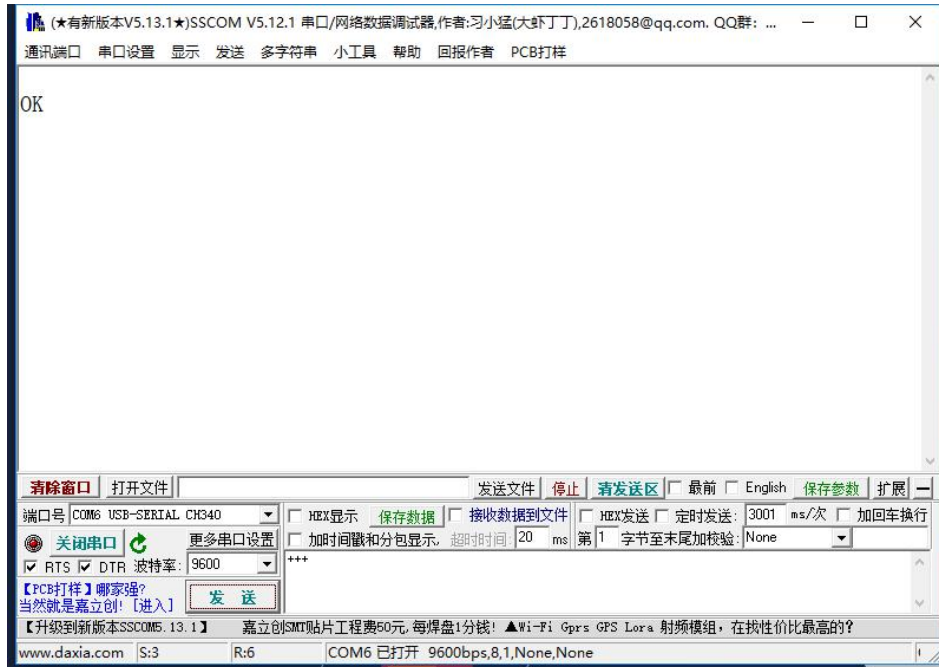 (★有新版本V5.13.1★)SSCOM V5.12.1 串口/网络数据调试器,作者:习小猛(大虾丁丁),2618058@qq.com. QQ群: ...
通讯端口 串口设置 显示 发送 多字符串 小工具 帮助 回报作者 PCB打样
OK
清除窗口 打开文件 发送文件 停止 清发送区 最前 English 保存参数 扩展 —
端口号 COM6 USB-SERIAL CH340 HEX显示 保存数据 接收数据到文件 HEX发送 定时发送: 3001 ms/次 加回车换行
关闭串口 更多串口设置 加时间戳和分包显示, 超时时间: 20 ms 第 1 字节至末尾加校验: None
RTS DTR 波特率: 9600 +++
【PCB打样】哪家强?
当然就是嘉立创! [进入] 发 送
【升级到新版本SSCOM5.13.1】 嘉立创SMT贴片工程费50元,每焊盘1分钱! ▲Wi-Fi Gprs GPS Lora 射频模组,在找性价比最高的?
www.daxia.com S:3 R:6 COM6 已打开 9600bps,8,1,None,None